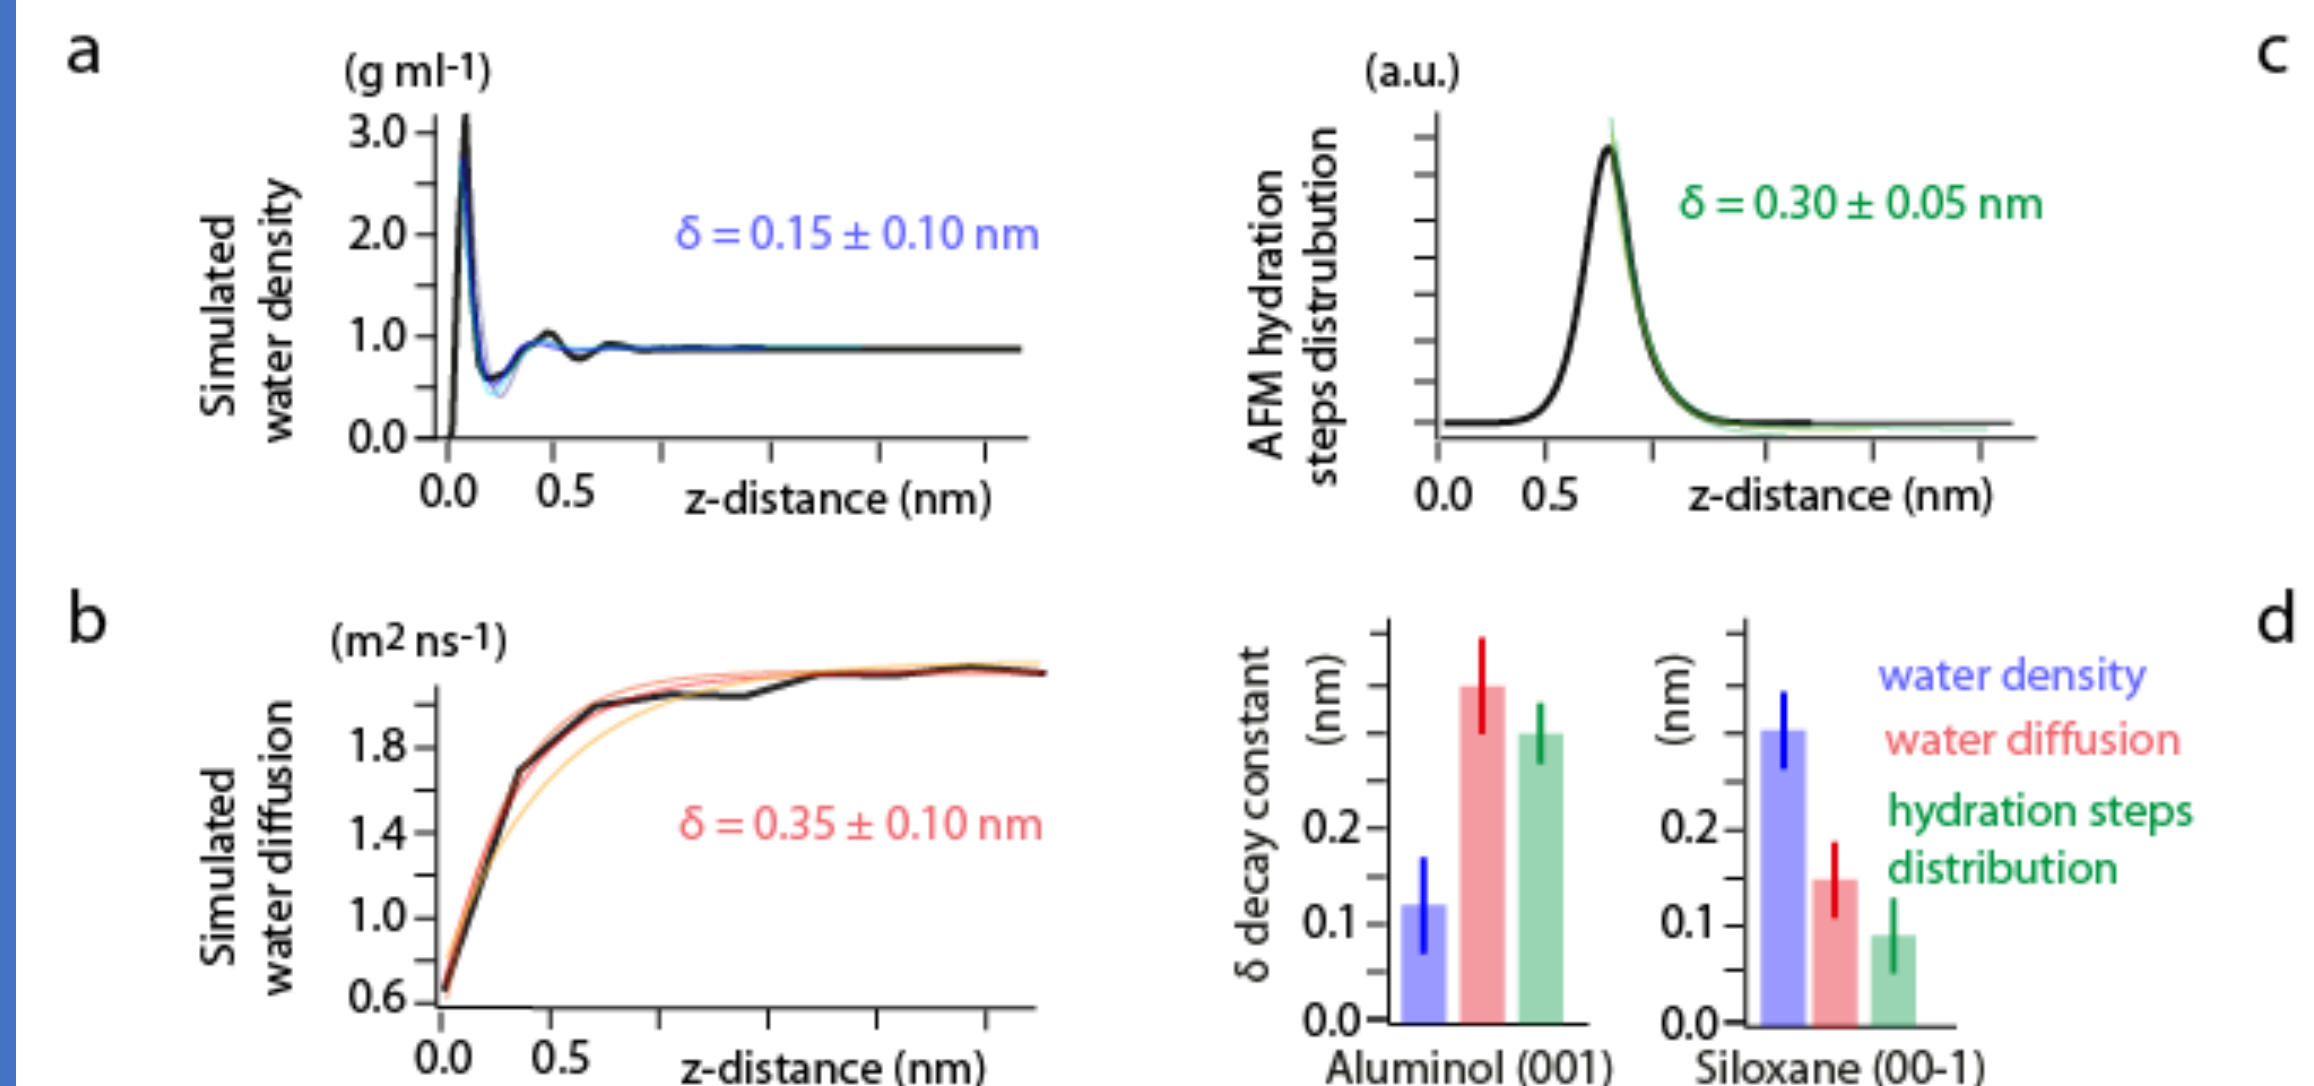 a
(g ml-1)
Simulated
water density
3.0
2.0
1.0
0.0
δ = 0.15 ± 0.10 nm
0.0 0.5
z-distance (nm)
c
(a.u.)
AFM hydration
steps distrubution
δ = 0.30 ± 0.05 nm
0.0 0.5
z-distance (nm)
b
(m2 ns-1)
Simulated
water diffusion
1.8
1.4
1.0
0.6
δ = 0.35 ± 0.10 nm
0.0 0.5
z-distance (nm)
d
δ decay constant
(nm)
0.2
0.1
0.0
Aluminol (001)
(nm)
0.2
0.1
0.0
Siloxane (00-1)
water density
water diffusion
hydration steps
distribution